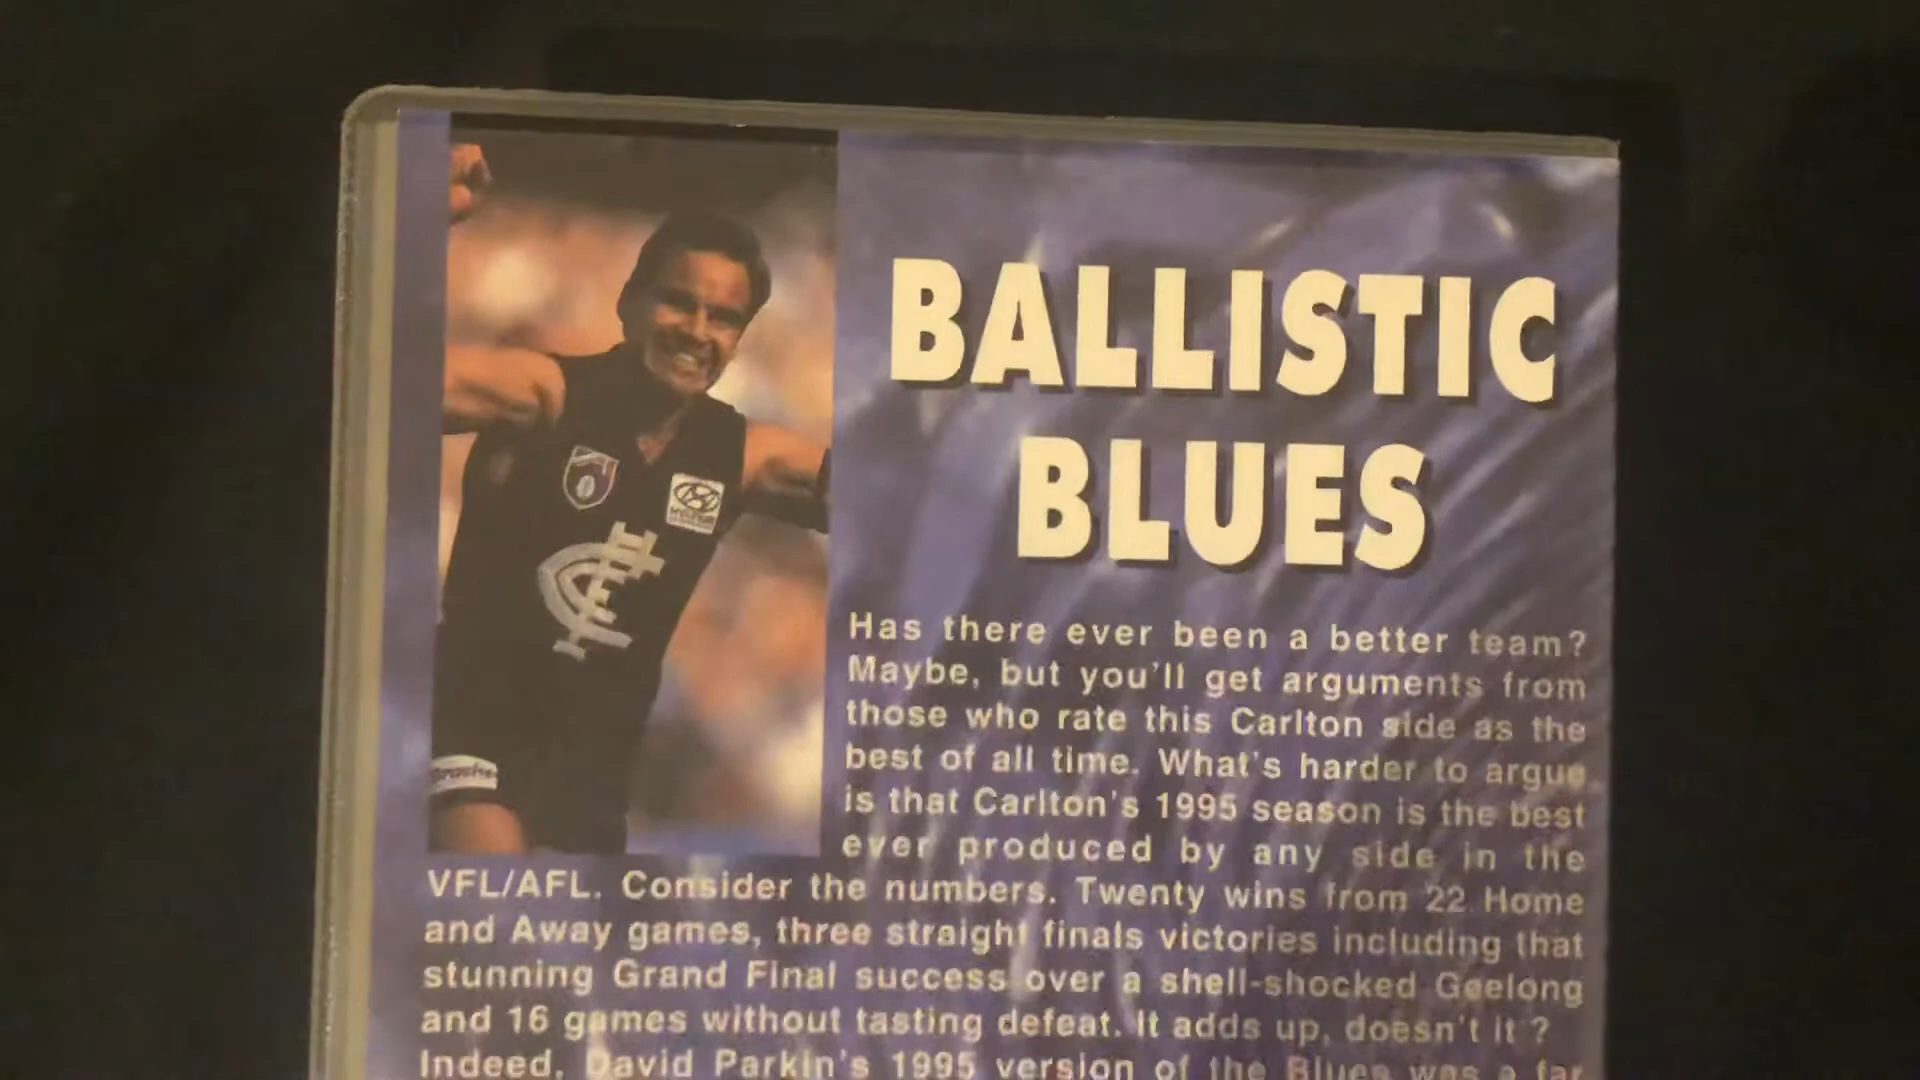 BALLISTIC
BLUES
Has there ever been a better team?
Maybe, but you'll get arguments from
those who rate this Carlton side as the
best of all time. What's harder to argue
is that Carlton's 1995 season is the best
ever produced by any side in the
VFL/AFL. Consider the numbers. Twenty wins from 22 Home
and Away games, three straight finals victories including that
stunning Grand Final success over a shell-shocked Geelong
and 16 games without tasting defeat. It adds up, doesn't it ?
Indeed, David Parkin's 1995 version of the Blues was a far